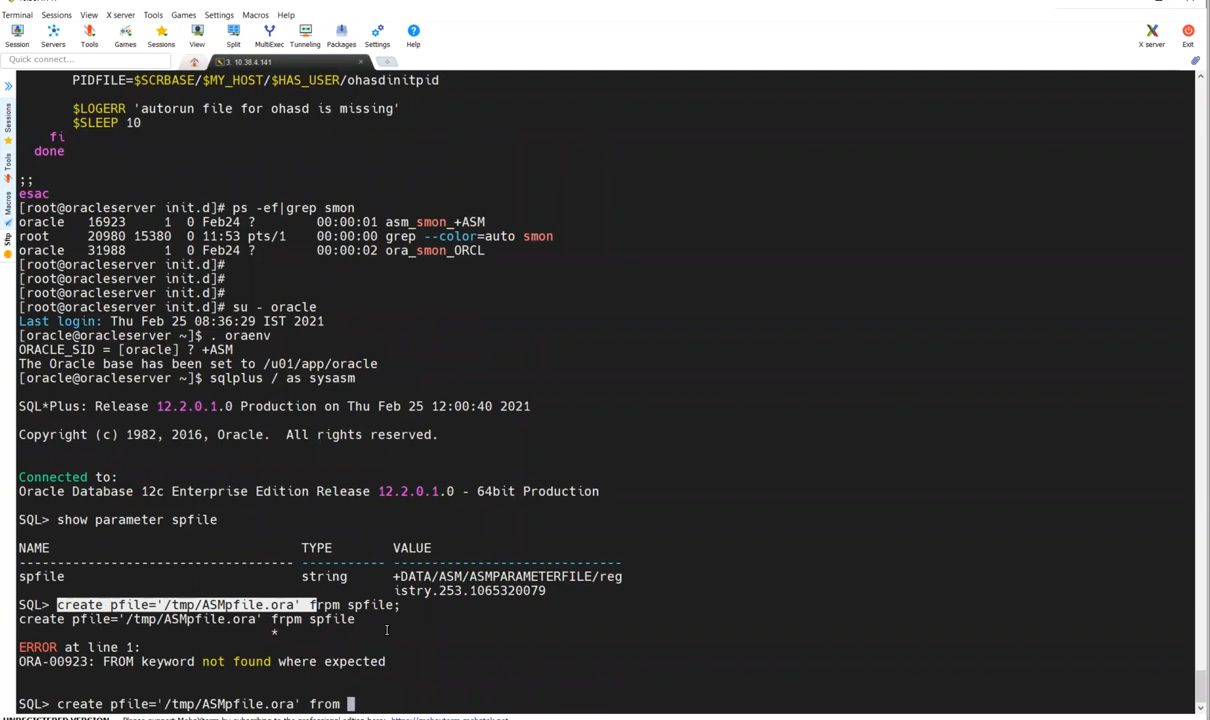 Terminal Sessions View X server Tools Games Settings Macros Help
Session Servers Tools Games Sessions View Split MultiExec Tunneling Packages Settings Help X server Exit
Quick connect...
3. 10.38.4.141
Sessions
Tools
Macros
Sftp
PIDFILE=$SCRBASE/$MY_HOST/$HAS_USER/ohasdinitpid
$LOGERR 'autorun file for ohasd is missing'
$SLEEP 10
fi
done
;;
esac
[root@oracleserver init.d]# ps -ef|grep smon
oracle 16923 1 0 Feb24 ? 00:00:01 asm_smon_+ASM
root 20980 15380 0 11:53 pts/1 00:00:00 grep --color=auto smon
oracle 31988 1 0 Feb24 ? 00:00:02 ora_smon_ORCL
[root@oracleserver init.d]#
[root@oracleserver init.d]#
[root@oracleserver init.d]#
[root@oracleserver init.d]# su - oracle
Last login: Thu Feb 25 08:36:29 IST 2021
[oracle@oracleserver ~]$ . oraenv
ORACLE_SID = [oracle] ? +ASM
The Oracle base has been set to /u01/app/oracle
[oracle@oracleserver ~]$ sqlplus / as sysasm
SQL*Plus: Release 12.2.0.1.0 Production on Thu Feb 25 12:00:40 2021
Copyright (c) 1982, 2016, Oracle. All rights reserved.
Connected to:
Oracle Database 12c Enterprise Edition Release 12.2.0.1.0 - 64bit Production
SQL> show parameter spfile
NAME TYPE VALUE
------------------------------------ ----------- ------------------------------
spfile string +DATA/ASM/ASMPARAMETERFILE/reg
istry.253.1065320079
SQL> create pfile='/tmp/ASMpfile.ora' frpm spfile;
create pfile='/tmp/ASMpfile.ora' frpm spfile
*
ERROR at line 1:
ORA-00923: FROM keyword not found where expected
SQL> create pfile='/tmp/ASMpfile.ora' from